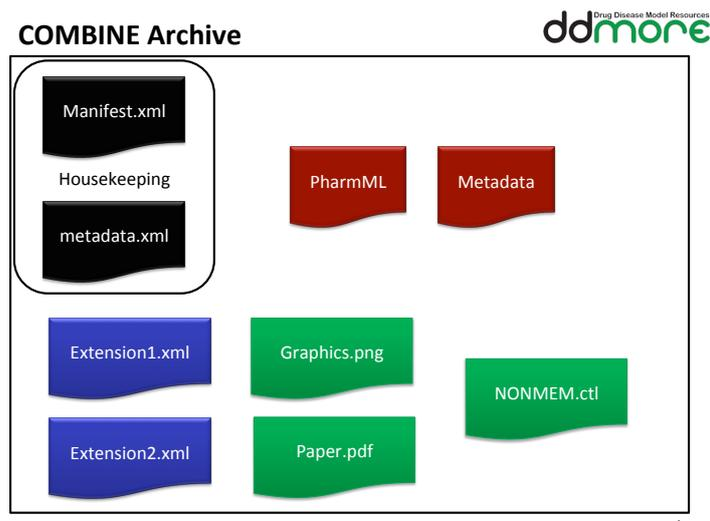 COMBINE Archive
Drug Disease Model Resources
ddmore
Manifest.xml
Housekeeping
metadata.xml
PharmML
Metadata
Extension1.xml
Graphics.png
NONMEM.ctl
Extension2.xml
Paper.pdf